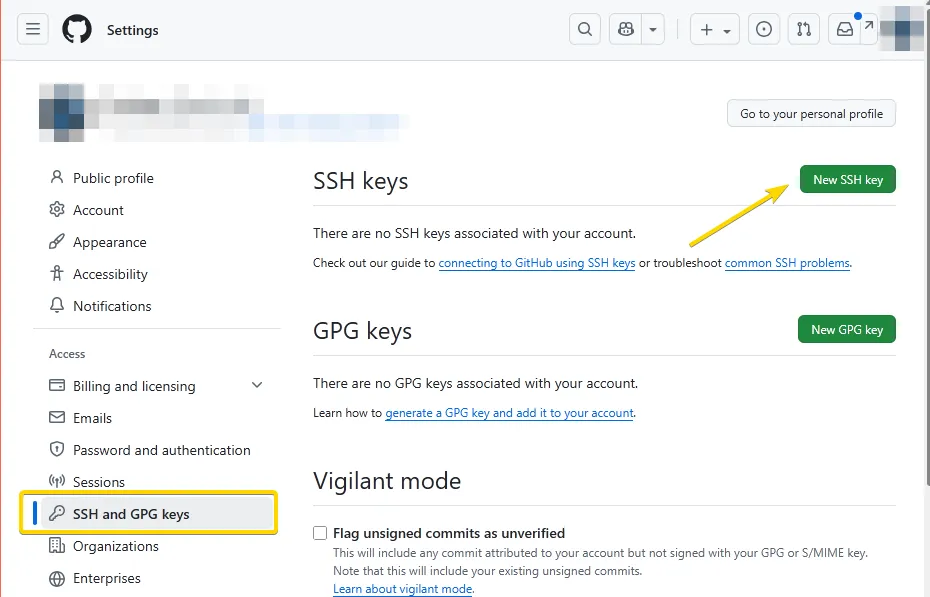 Settings
Go to your personal profile
Public profile
Account
Appearance
Accessibility
Notifications
Access
Billing and licensing
Emails
Password and authentication
Sessions
SSH and GPG keys
Organizations
Enterprises
SSH keys
New SSH key
There are no SSH keys associated with your account.
Check out our guide to connecting to GitHub using SSH keys or troubleshoot common SSH problems.
GPG keys
New GPG key
There are no GPG keys associated with your account.
Learn how to generate a GPG key and add it to your account.
Vigilant mode
Flag unsigned commits as unverified
This will include any commit attributed to your account but not signed with your GPG or S/MIME key.
Note that this will include your existing unsigned commits.
Learn about vigilant mode.